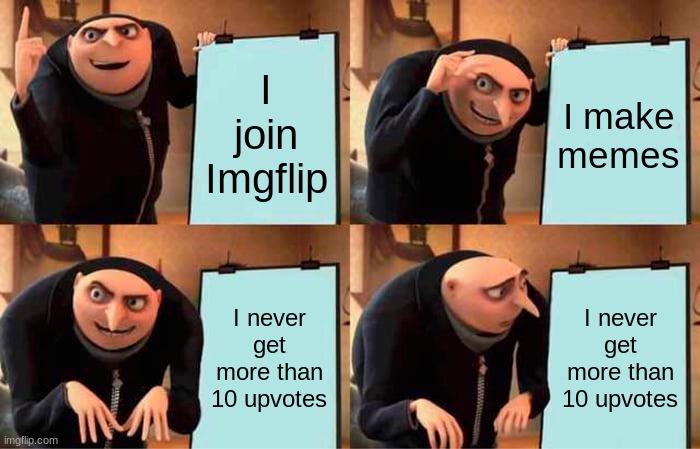 I
join
Imgflip
I make
memes
I never
get
more than
10 upvotes
I never
get
more than
10 upvotes
imgflip.com